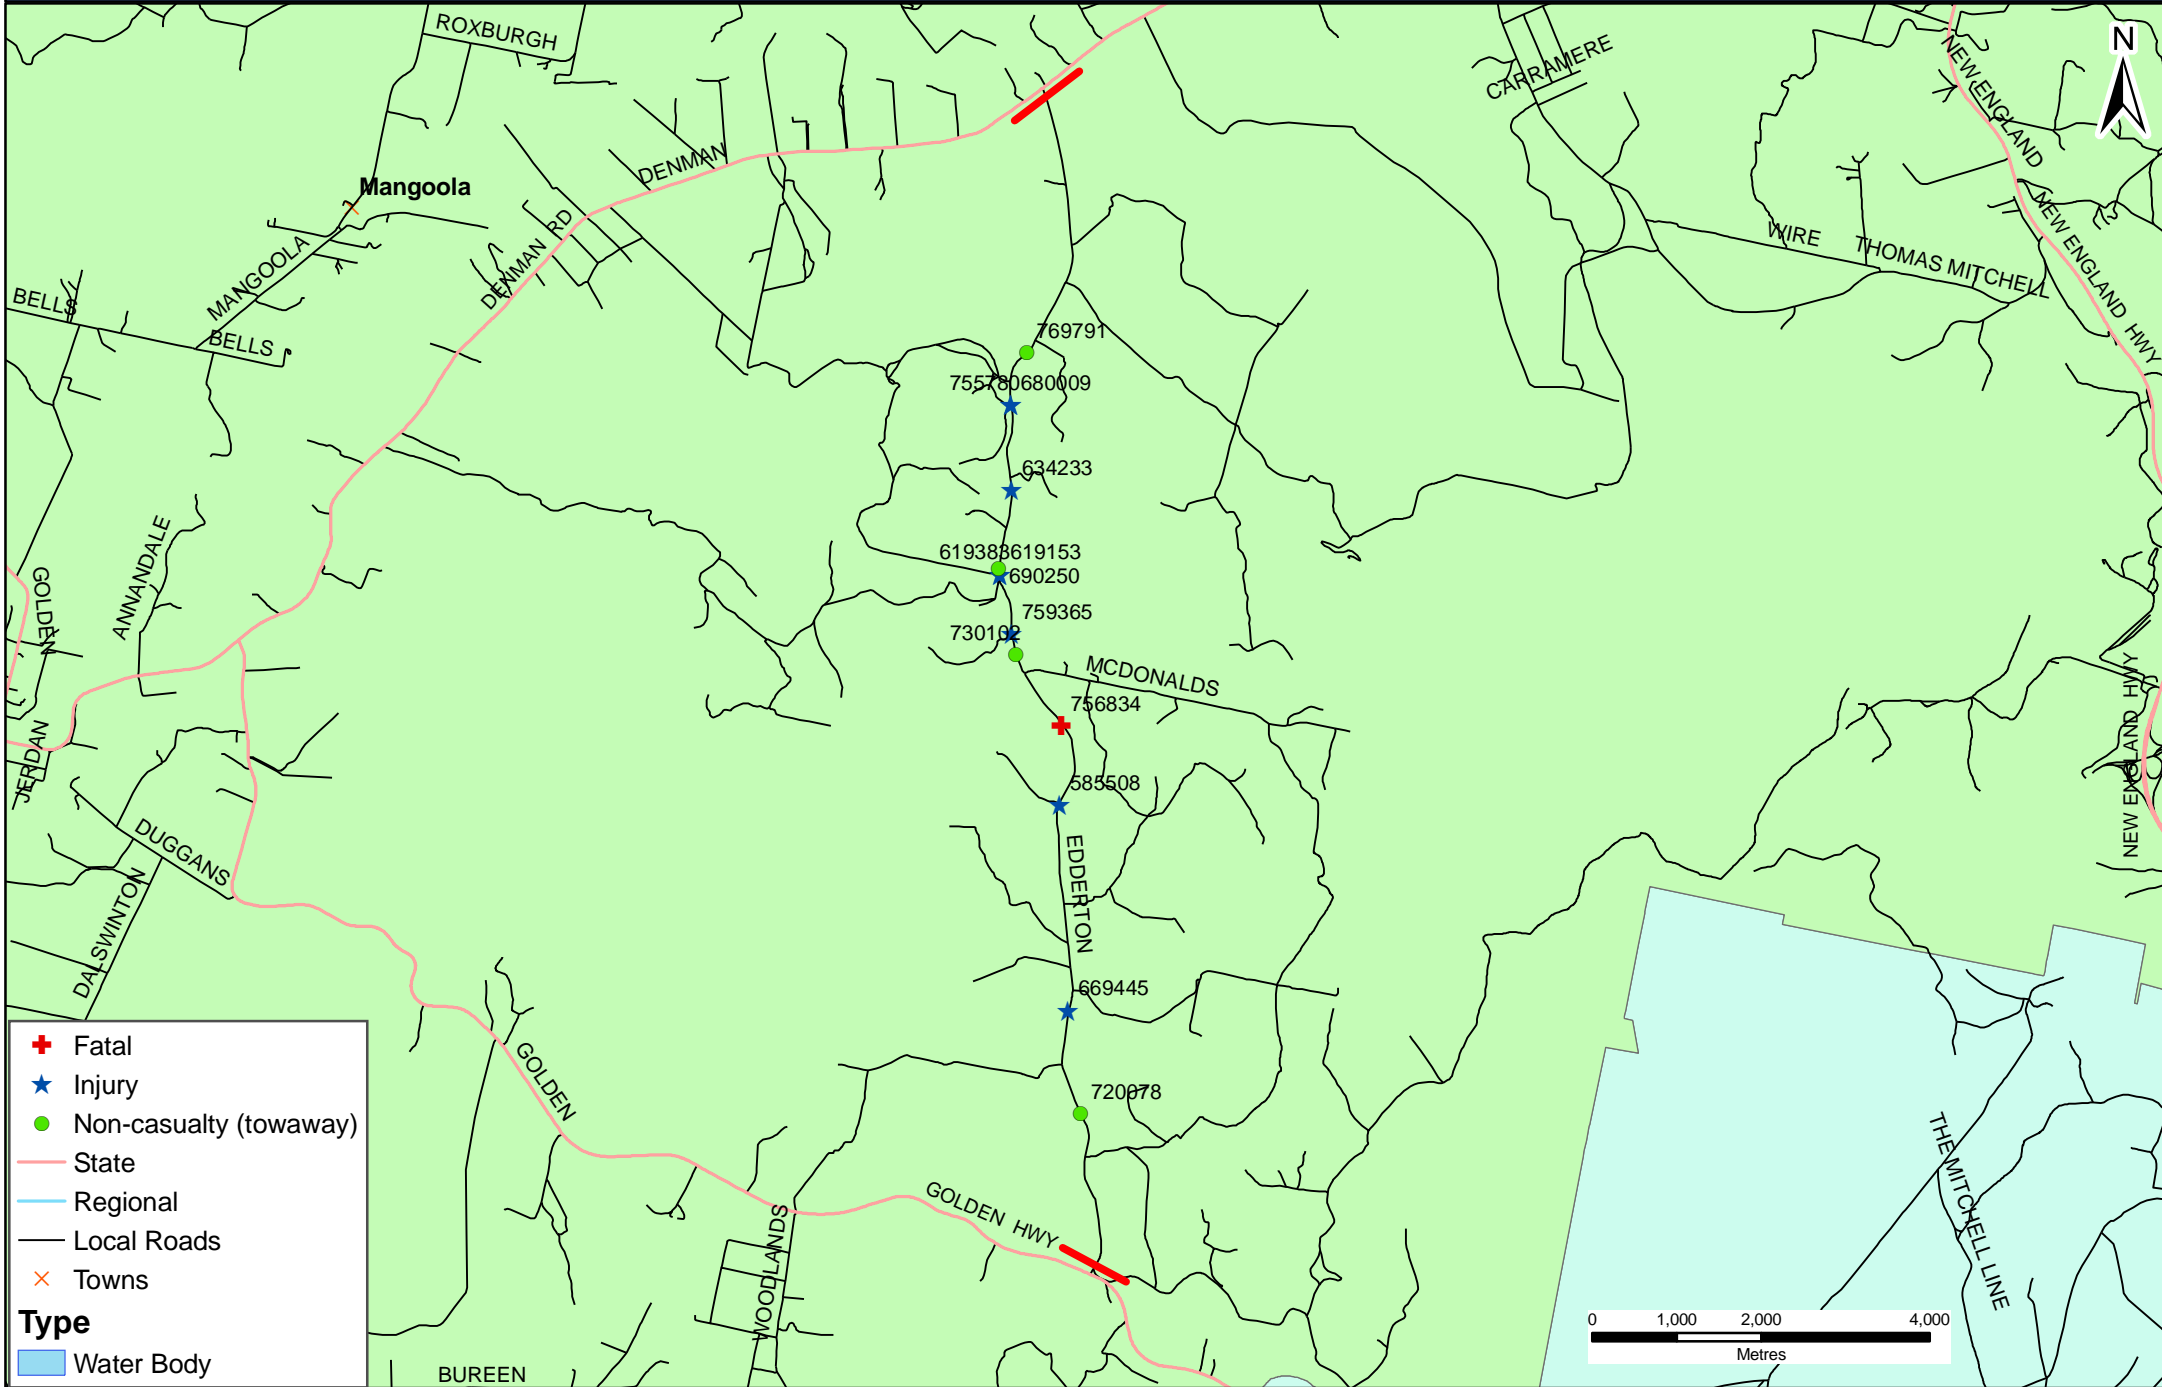 ROXBURGH
CARRAMERE
NEW ENGLAND
N
DENMAN
Mangoola
DENMAN RD
MANGOOLA
BELLS
BELLS
WIRE
THOMAS MITCHELL
NEW ENGLAND HWY
769791
755780680009
634233
619383619153
690250
759365
730102
MCDONALDS
756834
585508
EDDERTON
669445
720078
GOLDEN
ANNANDALE
JERDAN
DUGGANS
DALSWINTON
NEW ENGLAND HWY
GOLDEN
GOLDEN HWY
WOODLANDS
BUREEN
THE MITCHELL LINE
Fatal
Injury
Non-casualty (towaway)
State
Regional
Local Roads
Towns
Type
Water Body
0 1,000 2,000 4,000
Metres